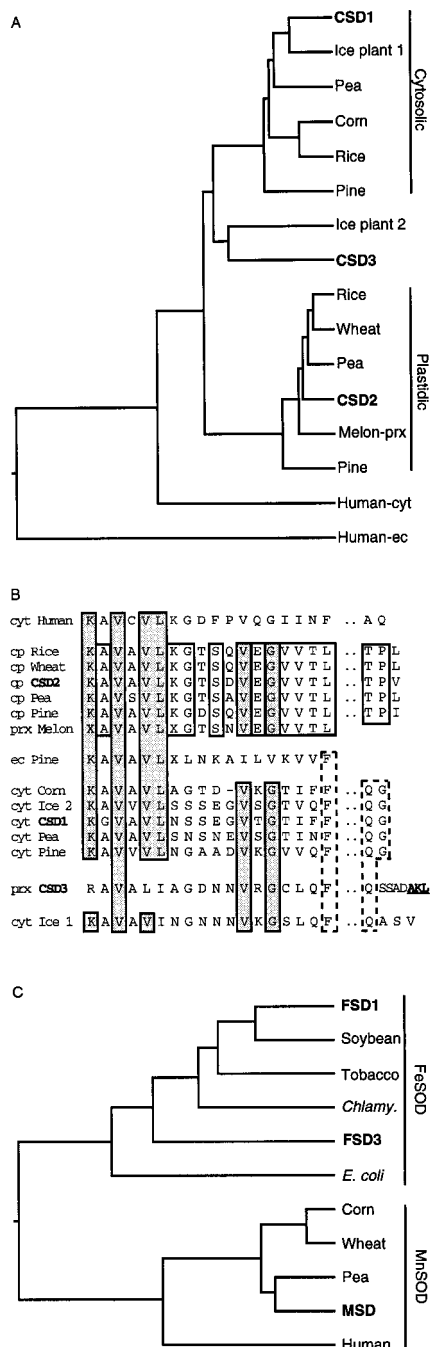 A
CSD1
Ice plant 1
Pea
Corn
Rice
Pine
Cytosolic
Ice plant 2
CSD3
Rice
Wheat
Pea
CSD2
Melon-prx
Pine
Plastidic
Human-cyt
Human-ec
B
cyt Human K A V C V L K G D F P V Q G I I N F .. A Q
cp Rice K A V A V L K G T S Q V E G V V T L .. T P L
cp Wheat K A V A V L K G T S Q V E G V V T L .. T P L
cp CSD2 K A V A V L K G T S D V E G V V T L .. T P V
cp Pea K A V S V L K G T S A V E G V V T L .. T P L
cp Pine K A V A V L K G D S Q V E G V V T L .. T P I
prx Melon X A V A V L X G T S N V E G V V T L
ec Pine K A V A V L X L N K A I L V K V V F
cyt Corn K A V A V L A G T D - V K G T I F F .. Q G
cyt Ice 2 K A V V V L S S S E G V S G T V Q F .. Q G
cyt CSD1 K G V A V L N S S E G V T G T I F F .. Q G
cyt Pea K A V A V L S N S N E V S G T I N F .. Q G
cyt Pine K A V V V L N G A A D V K G V V Q F .. Q G
prx CSD3 R A V A L I A G D N N V R G C L Q F .. Q SSADAKL
cyt Ice 1 K A V A V I N G N N N V K G S L Q F .. Q A S V
C
FSD1
Soybean
Tobacco
Chlamy.
FSD3
E. coli
FeSOD
Corn
Wheat
Pea
MSD
Human
MnSOD